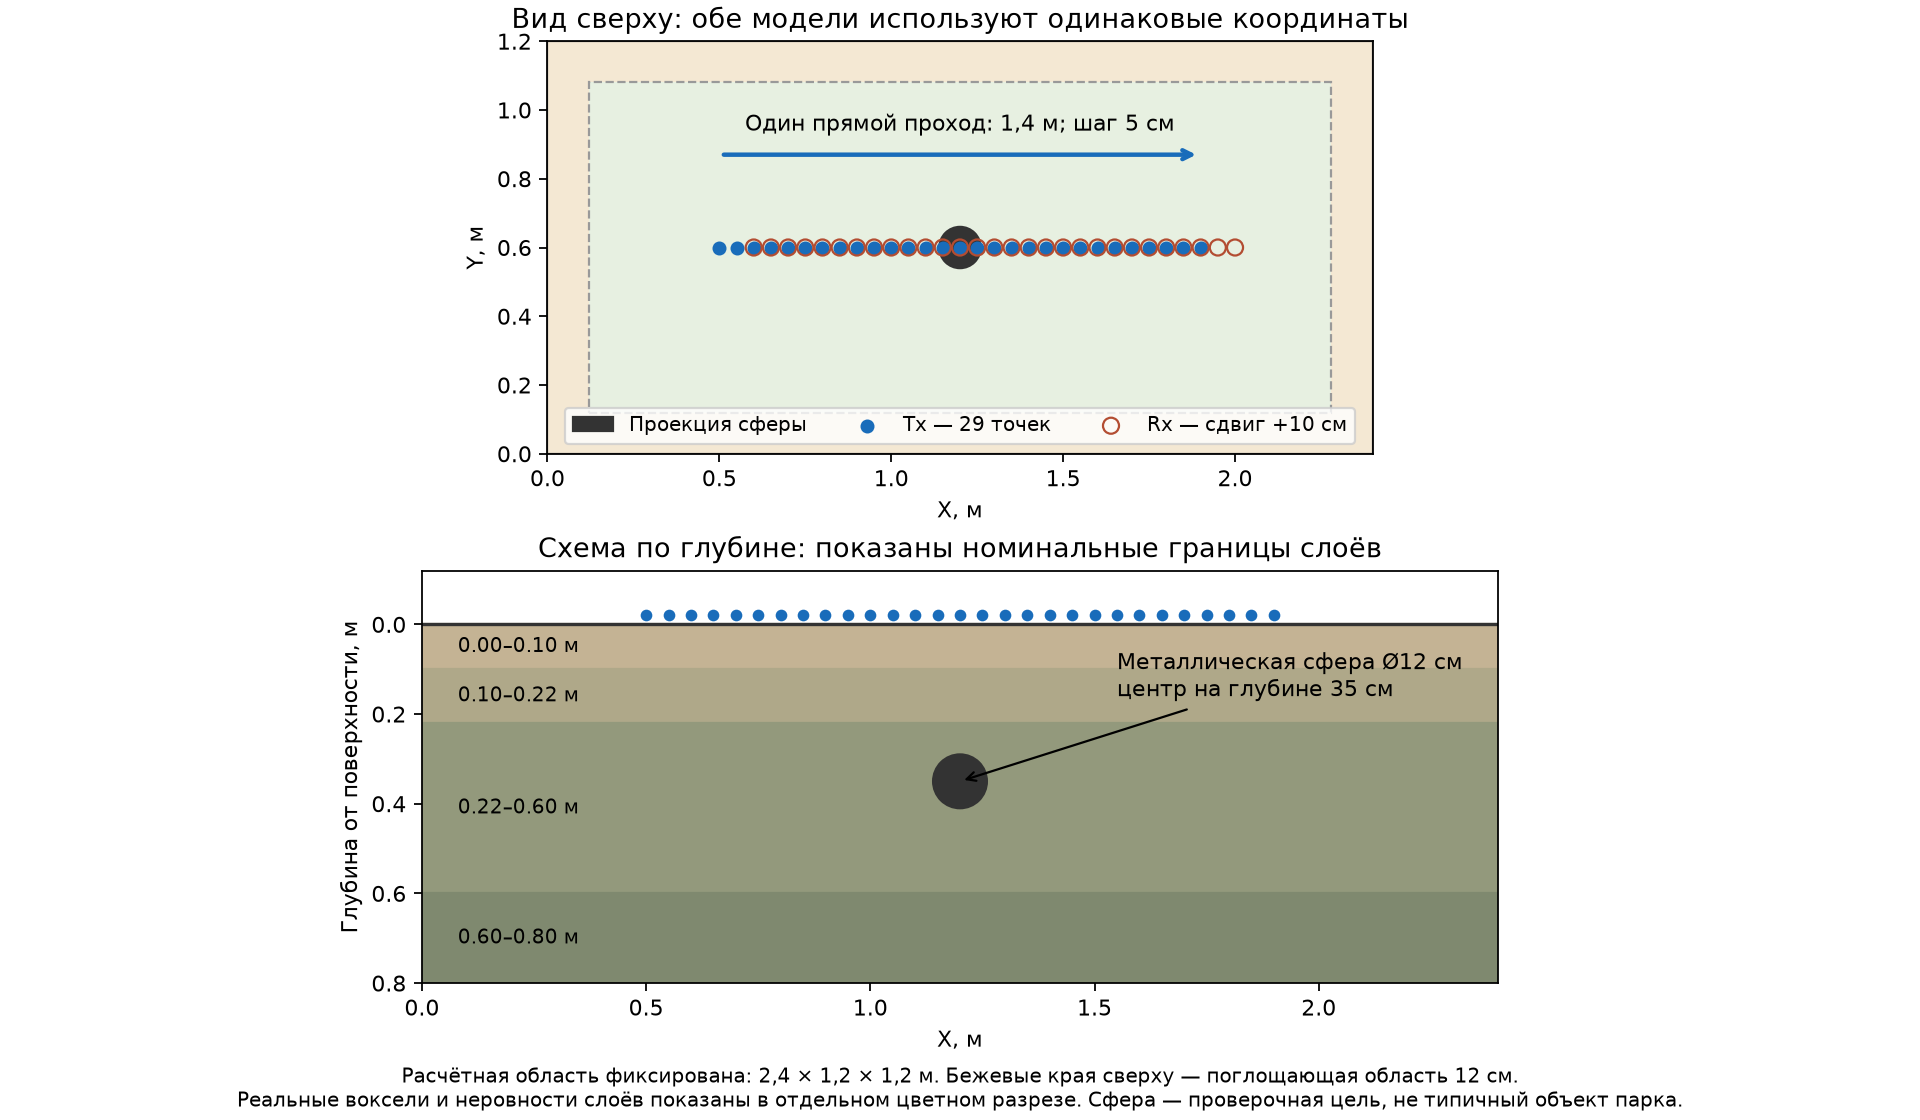 Вид сверху: обе модели используют одинаковые координаты
1.2
1.0
0.8
0.6
0.4
0.2
0.0
Y, м
Один прямой проход: 1,4 м; шаг 5 см
Проекция сферы
Tx — 29 точек
Rx — сдвиг +10 см
0.0
0.5
1.0
1.5
2.0
X, м
Схема по глубине: показаны номинальные границы слоёв
Глубина от поверхности, м
0.0
0.2
0.4
0.6
0.8
0.00–0.10 м
0.10–0.22 м
0.22–0.60 м
0.60–0.80 м
Металлическая сфера Ø12 см
центр на глубине 35 см
0.0
0.5
1.0
1.5
2.0
X, м
Расчётная область фиксирована: 2,4 × 1,2 × 1,2 м. Бежевые края сверху — поглощающая область 12 см.
Реальные воксели и неровности слоёв показаны в отдельном цветном разрезе. Сфера — проверочная цель, не типичный объект парка.